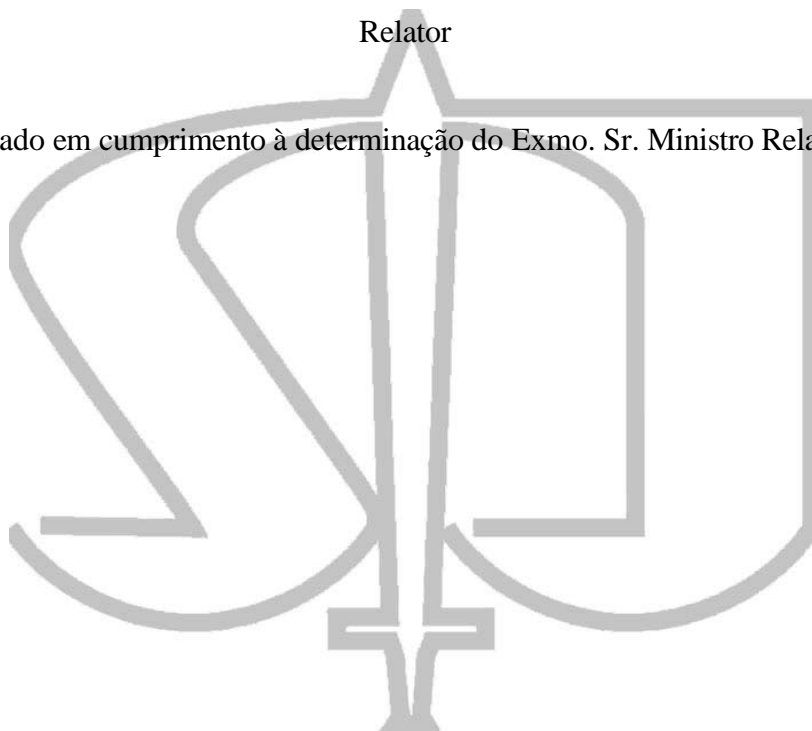 Relator
ado em cumprimento à determinação do Exmo. Sr. Ministro Rela